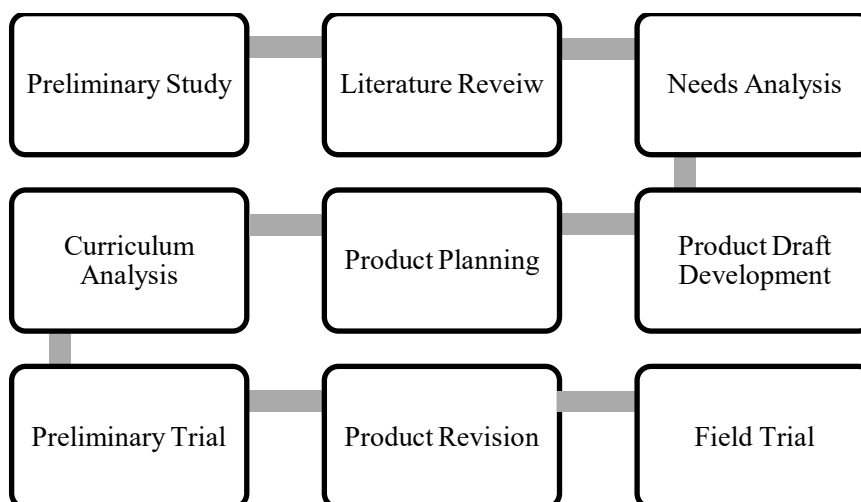 Preliminary Study
Literature Reveiw
Needs Analysis
Curriculum
Analysis
Product Planning
Product Draft
Development
Preliminary Trial
Product Revision
Field Trial